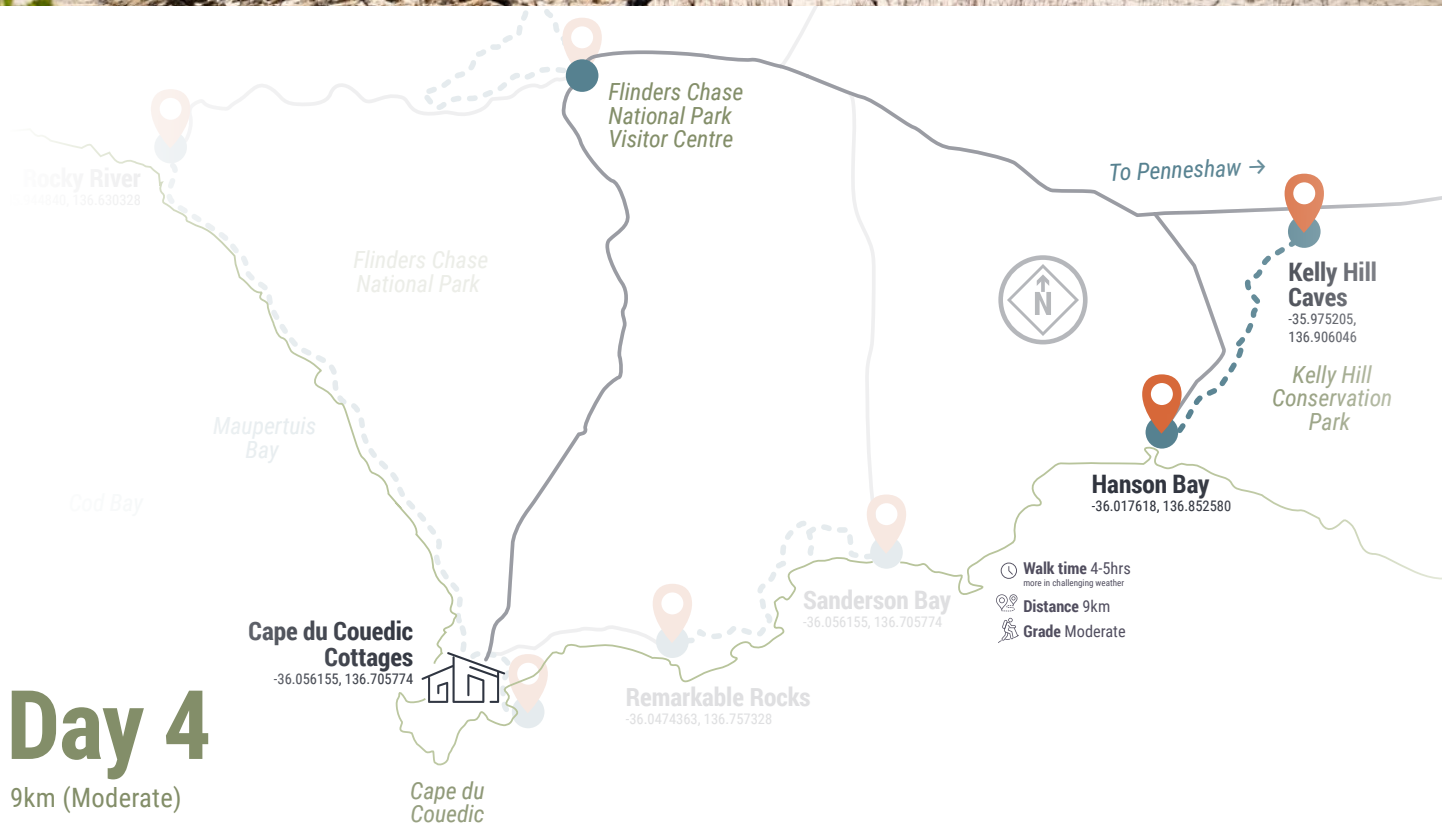 Flinders Chase
National Park
Visitor Centre
To Penneshaw →
Rocky River
136.630328
Flinders Chase
National Park
N
Kelly Hill
Caves
-35.975205,
136.906046
Kelly Hill
Conservation
Park
Maupertuis
Bay
Cod Bay
Hanson Bay
-36.017618, 136.852580
Walk time 4-5hrs
more in challenging weather
Distance 9km
Grade Moderate
Sanderson Bay
-36.056155, 136.705774
Cape du Couedic
Cottages
-36.056155, 136.705774
Remarkable Rocks
-36.0474363, 136.757328
Day 4
9km (Moderate)
Cape du
Couedic